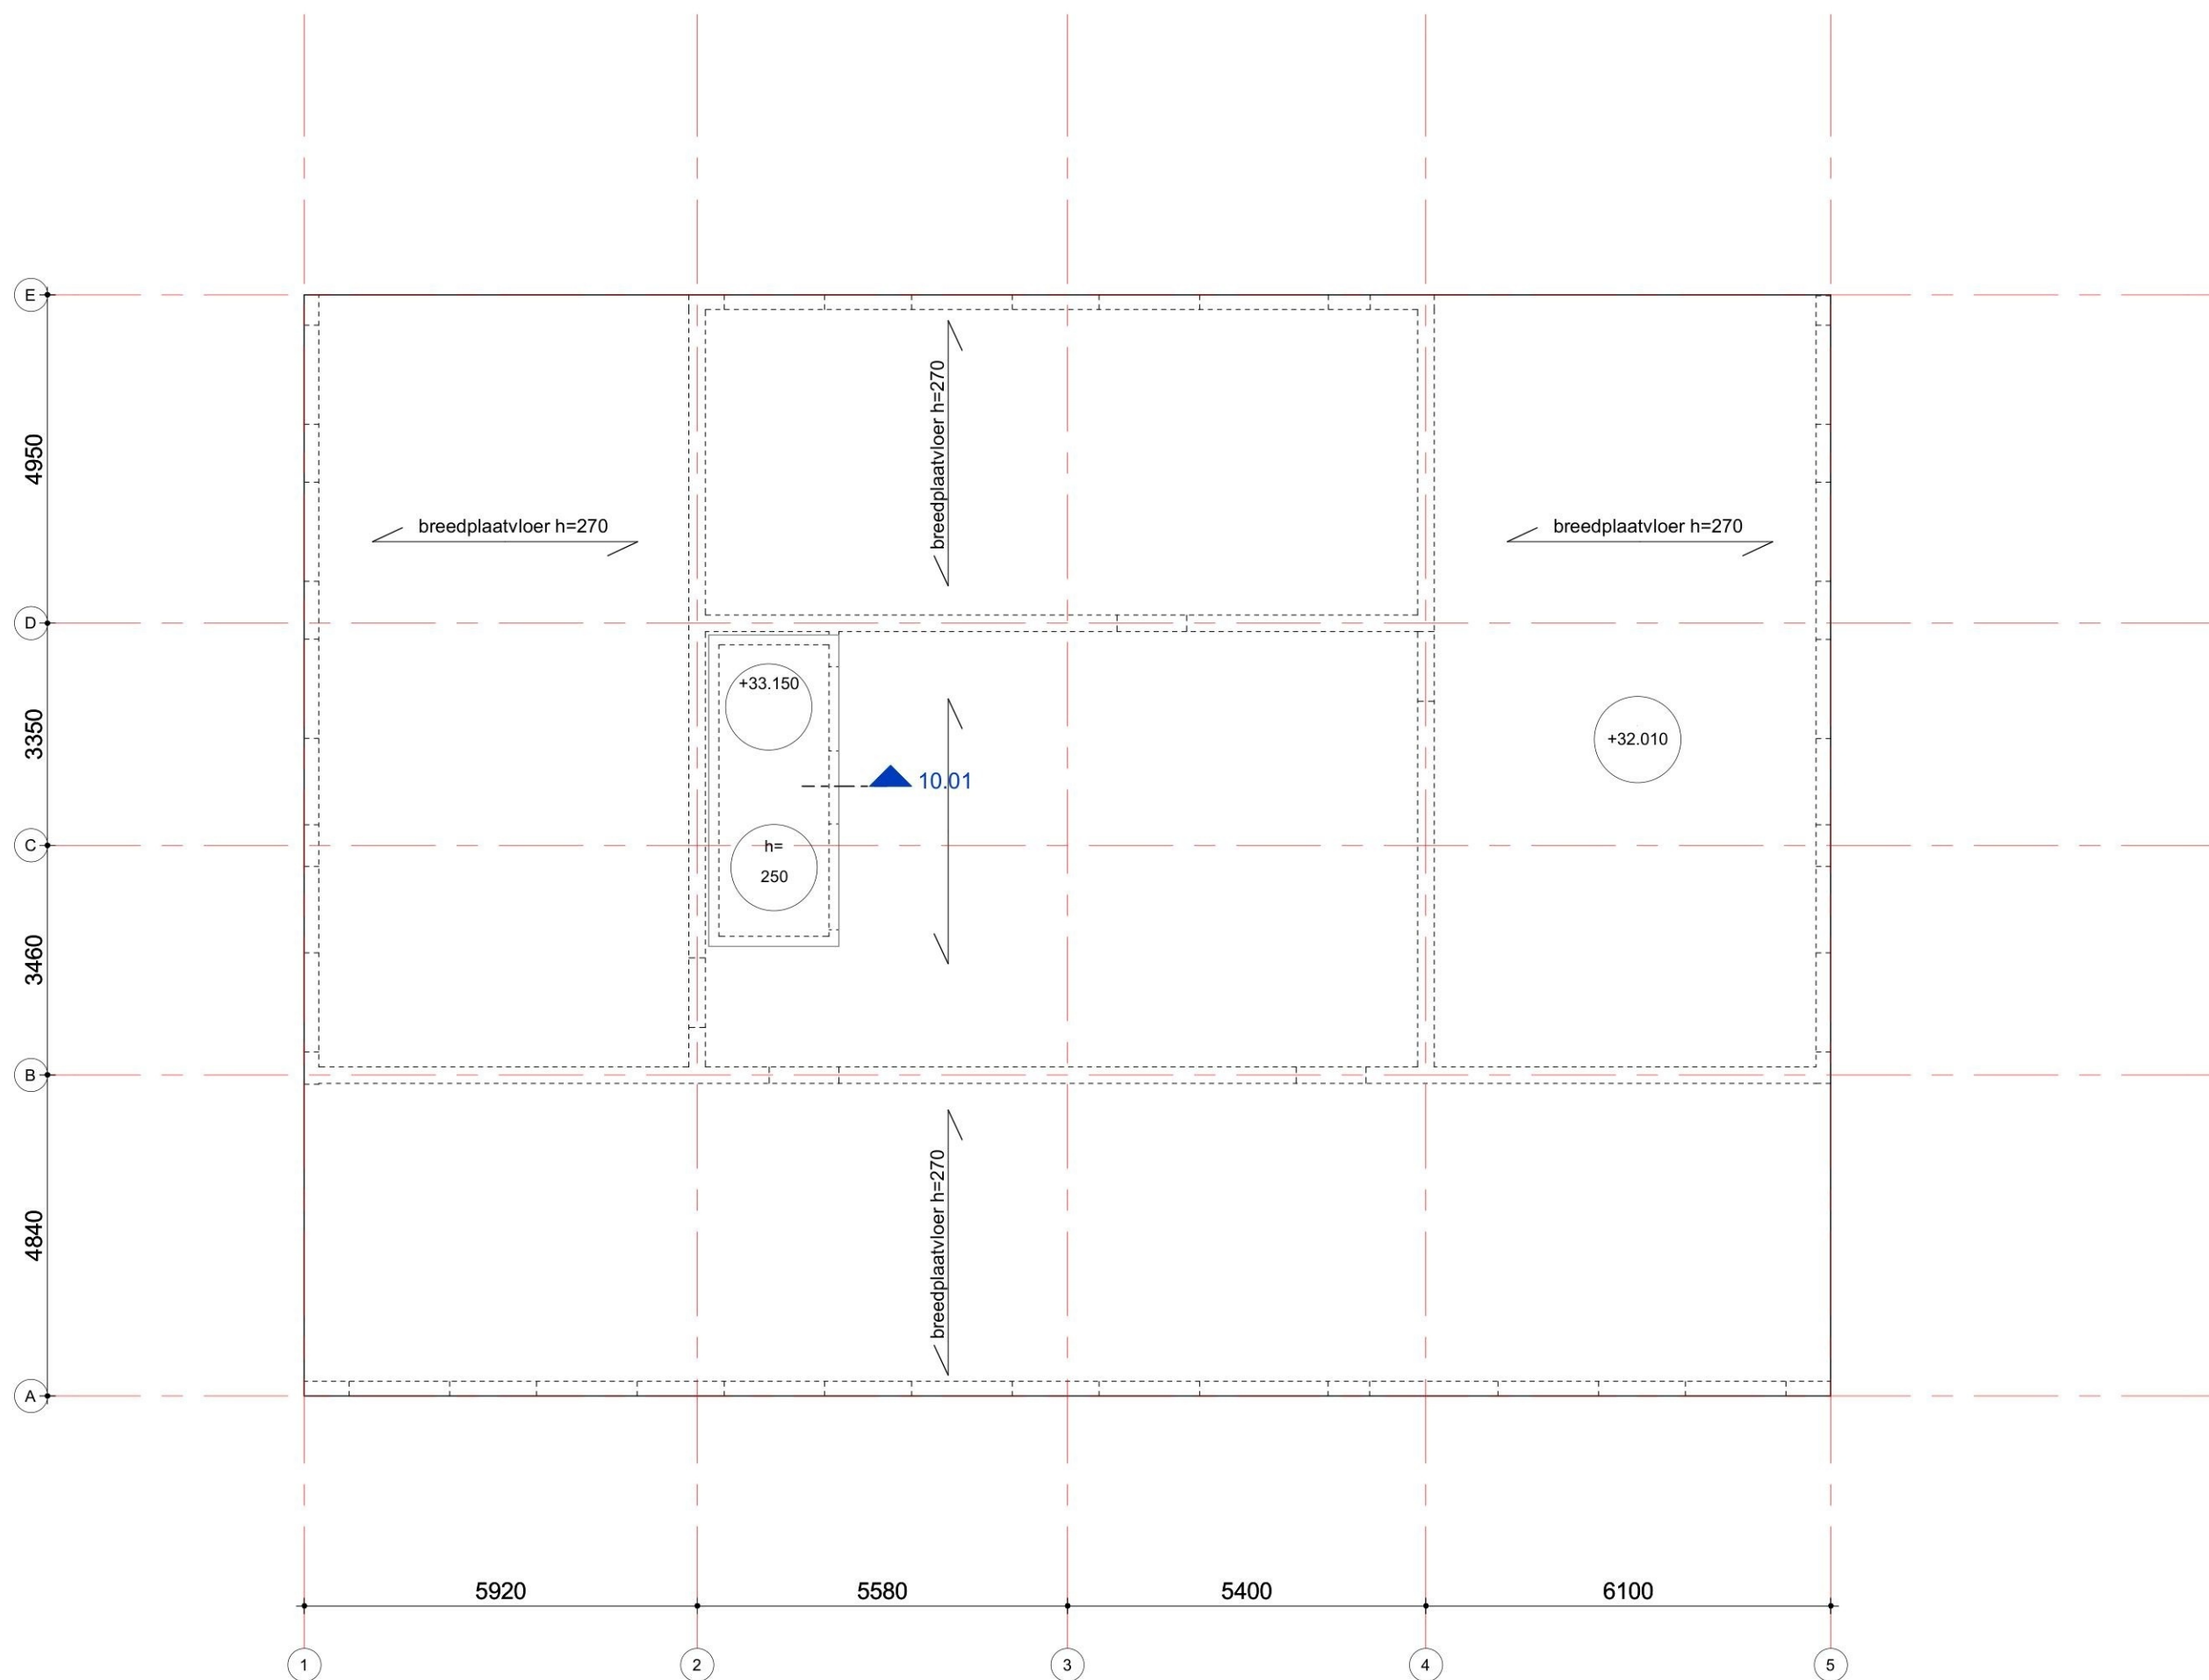 E
4950
breedplaatvloer h=270
breedplaatvloer h=270
breedplaatvloer h=270
D
+33.150
3350
+32.010
10.01
C
h=
250
3460
B
breedplaatvloer h=270
4840
A
5920
5580
5400
6100
1
2
3
4
5